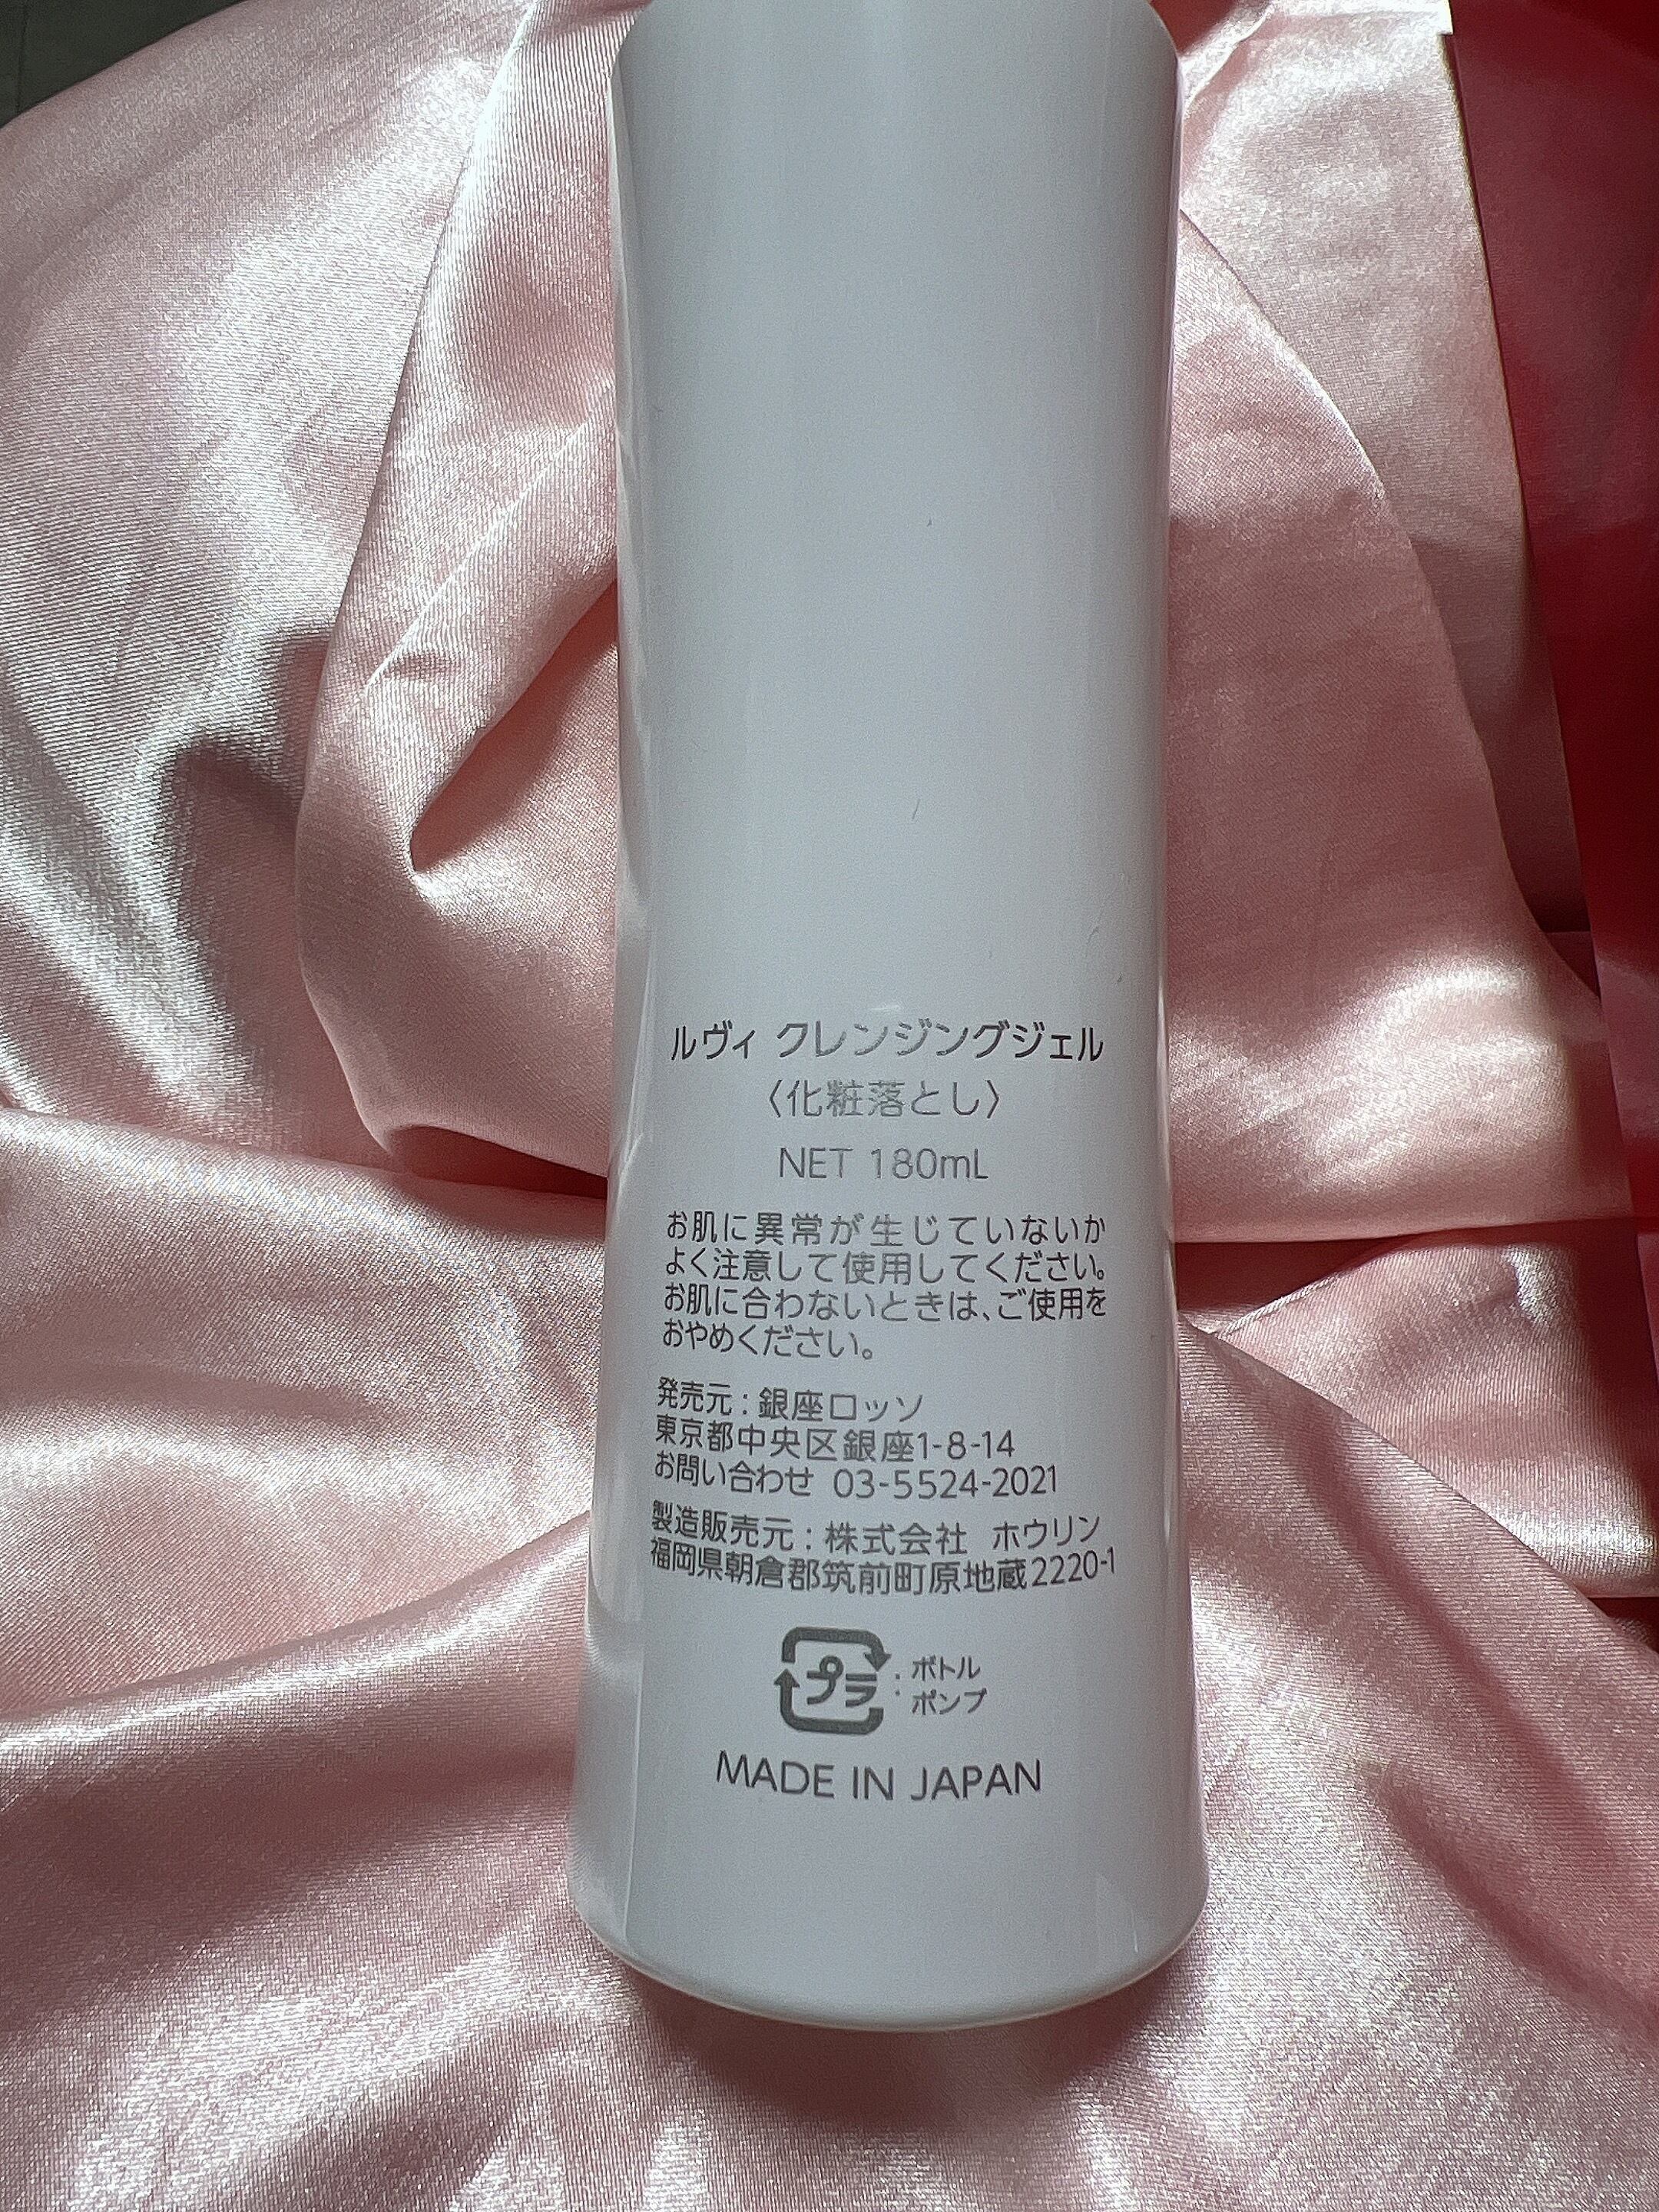 ルヴィ クレンジングジェル
〈化粧落とし〉
NET 180mL
お肌に異常が生じていないか
よく注意して使用してください。
お肌に合わないときは、ご使用を
おやめください。
発売元：銀座ロッソ
東京都中央区銀座1-8-14
お問い合わせ 03-5524-2021
製造販売元：株式会社 ホウリン
福岡県朝倉郡筑前町原地蔵2220-1
プラ：ボトル
ポンプ
MADE IN JAPAN